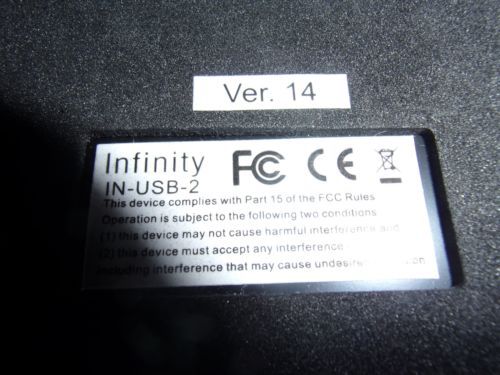 Ver. 14
Infinity FC CE
IN-USB-2
This device complies with Part 15 of the FCC Rules
Operation is subject to the following two conditions
(1) this device may not cause harmful interference and
(2) this device must accept any interference
including interference that may cause